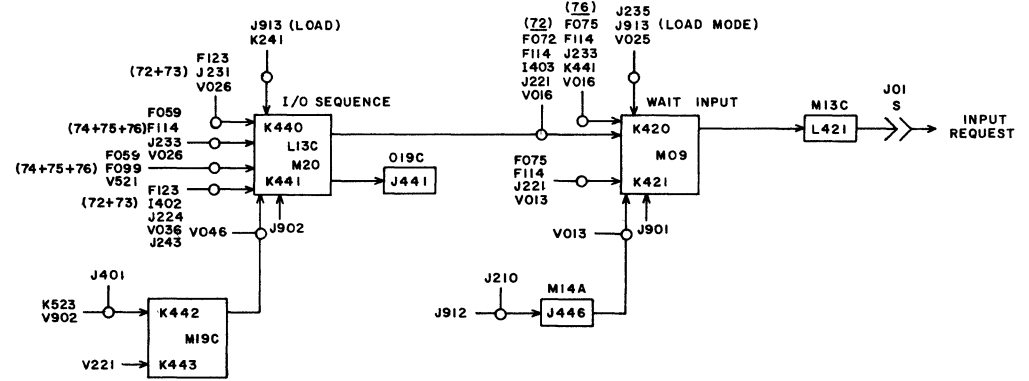 J913 (LOAD)
K241
(72+73)
F123
J231
V026
I/O SEQUENCE
(74+75+76)
F059
F114
J233
V026
(74+75+76)
F059
F099
V521
(72+73)
F123
I402
J224
V036
J243
K440
L13C
M20
K441
O19C
J441
V046
J902
J401
K523
V902
K442
M19C
K443
V221
(72)
F072
F114
I403
J221
V016
(76)
F075
F114
J233
K441
V016
J235
J913 (LOAD MODE)
V025
WAIT INPUT
K420
M09
K421
F075
F114
J221
V013
V013
J901
J210
J912
M14A
J446
M13C
L421
J01
S
INPUT
REQUEST